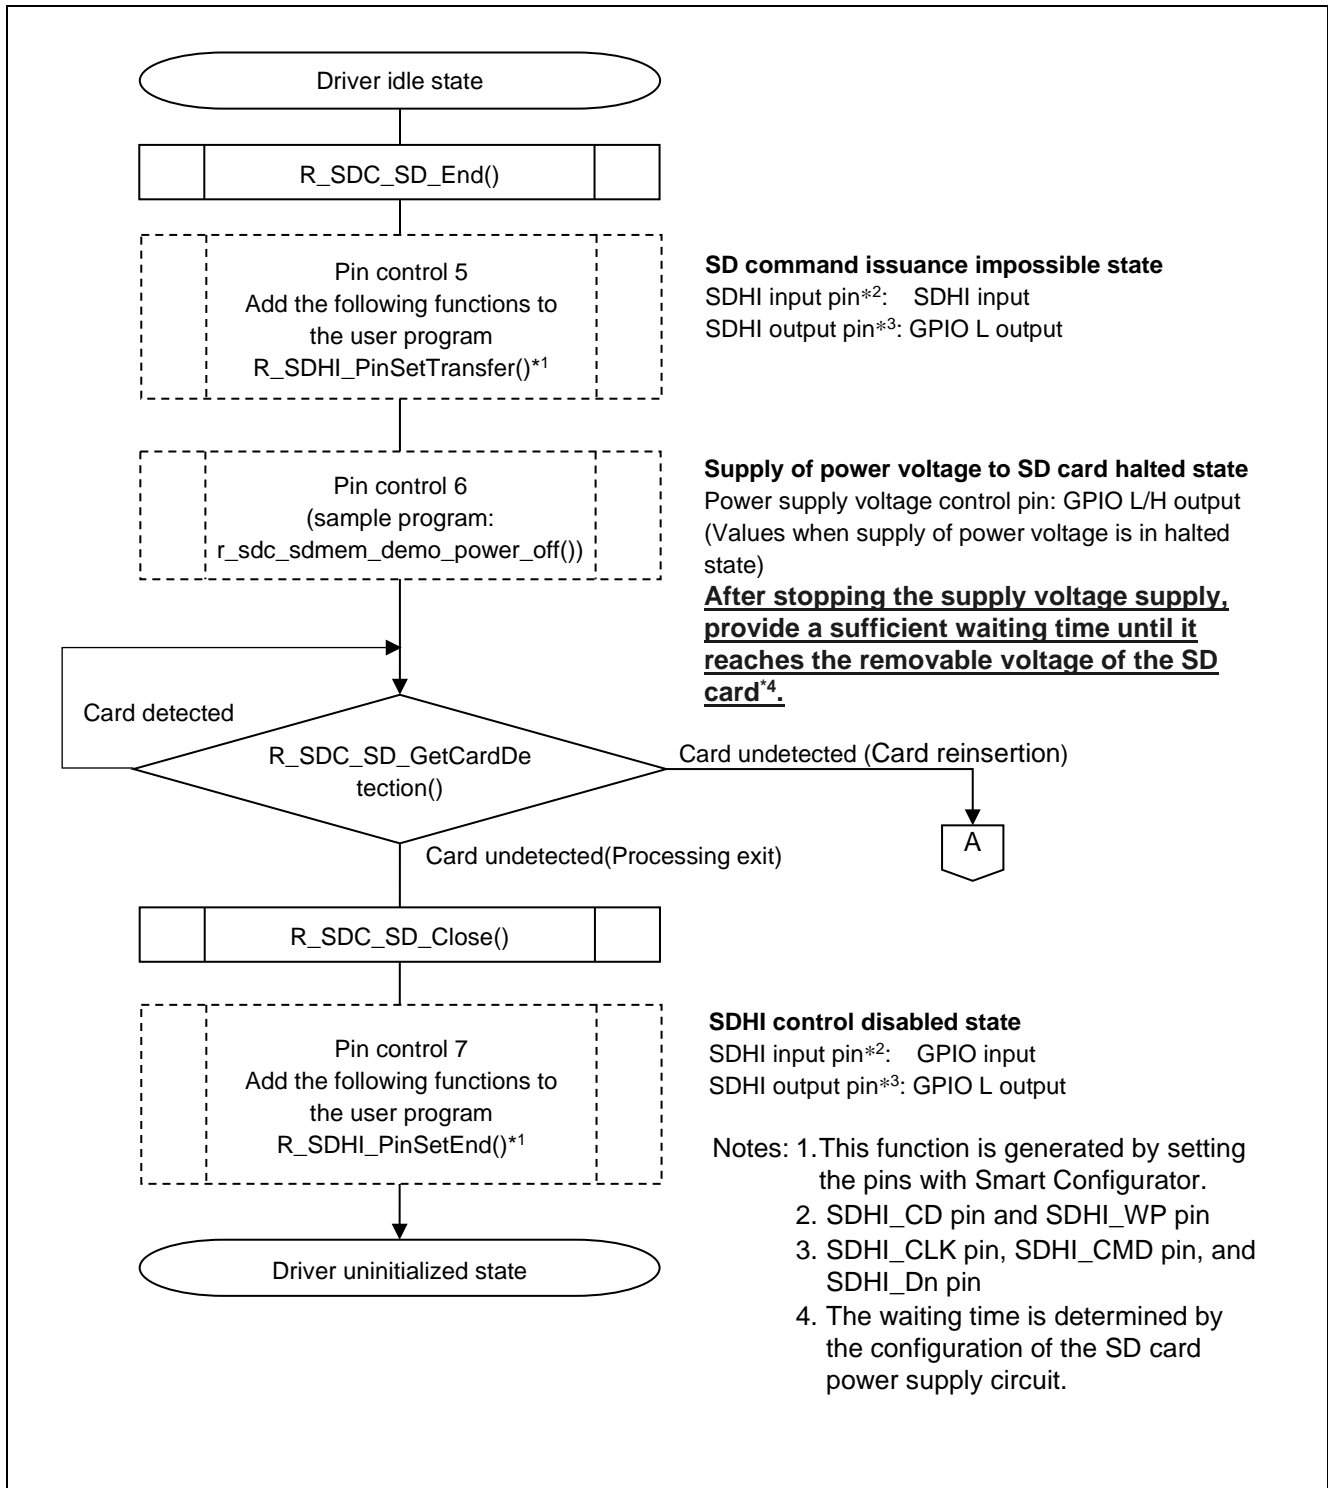 Driver idle state
R_SDC_SD_End()
Pin control 5
Add the following functions to
the user program
R_SDHI_PinSetTransfer()*1
SD command issuance impossible state
SDHI input pin*2: SDHI input
SDHI output pin*3: GPIO L output
Pin control 6
(sample program:
r_sdc_sdmem_demo_power_off())
Supply of power voltage to SD card halted state
Power supply voltage control pin: GPIO L/H output
(Values when supply of power voltage is in halted
state)
After stopping the supply voltage supply,
provide a sufficient waiting time until it
reaches the removable voltage of the SD
card*4.
Card detected
R_SDC_SD_GetCardDe
tection()
Card undetected (Card reinsertion)
A
Card undetected(Processing exit)
R_SDC_SD_Close()
Pin control 7
Add the following functions to
the user program
R_SDHI_PinSetEnd()*1
SDHI control disabled state
SDHI input pin*2: GPIO input
SDHI output pin*3: GPIO L output
Driver uninitialized state
Notes: 1.This function is generated by setting
the pins with Smart Configurator.
2. SDHI_CD pin and SDHI_WP pin
3. SDHI_CLK pin, SDHI_CMD pin, and
SDHI_Dn pin
4. The waiting time is determined by
the configuration of the SD card
power supply circuit.